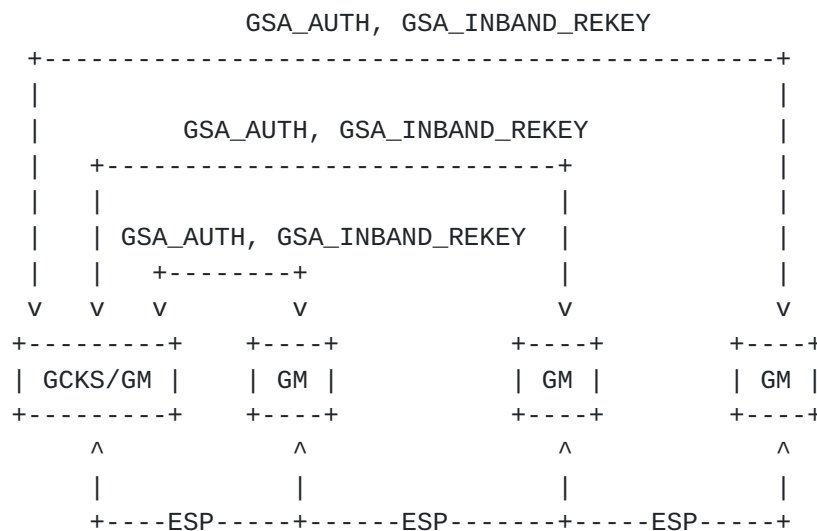 GSA_AUTH, GSA_INBAND_REKEY
GSA_AUTH, GSA_INBAND_REKEY
GSA_AUTH, GSA_INBAND_REKEY
GCKS/GM GM GM GM
ESP ESP ESP